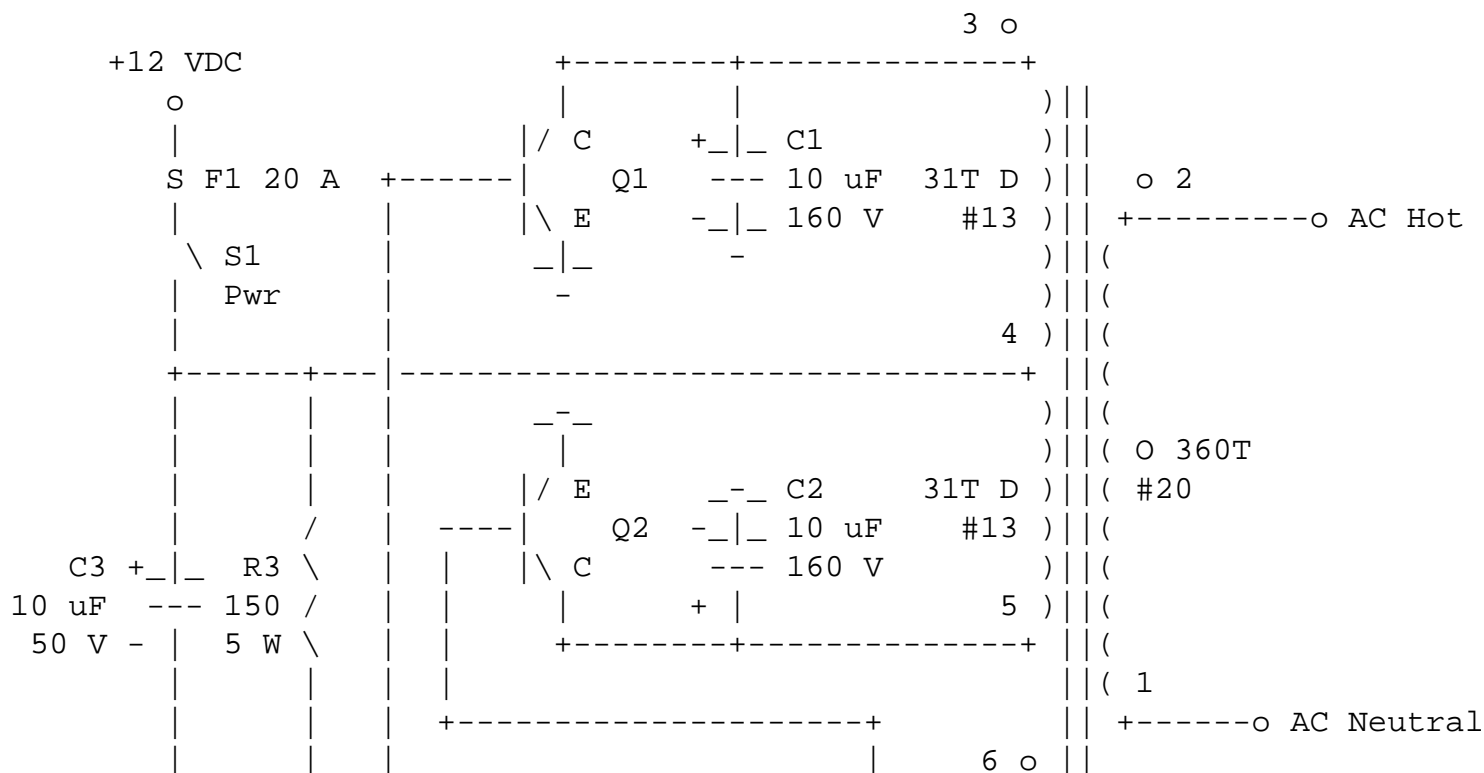 3 o
      +12 VDC                     +--------+--------------+
         o                        |        |               )||
         |                      |/ C     +_|_ C1           )||
         S F1 20 A  +------|    Q1   --- 10 uF  31T D )||  o 2
         |          |      |\ E     -_|_ 160 V    #13 )|| +---------o AC Hot
          \ S1      |       _|_       -               )||(
         |  Pwr     |        -                        )||(
         |          |                               4 )||(
         +------+---|---------------------------------+ ||(
         |      |   |       _-_                       )||(
         |      |   |        |                        )||( O 360T
         |      |   |      |/ E      _-_ C2     31T D )||( #20
         |      /   |  ----|    Q2  -_|_ 10 uF    #13 )||(
   C3 +_|_  R3 \   |  |   |\ C      --- 160 V        )||(
10 uF  --- 150 /   |  |     |      + |             5 )||(
 50 V - |  5 W \   |  |     +--------+--------------+ ||(
         |      |   |  |                                ||( 1
         |      |   |  +----------------------+         || +------o AC Neutral
         |      |   |                         |     6 o ||